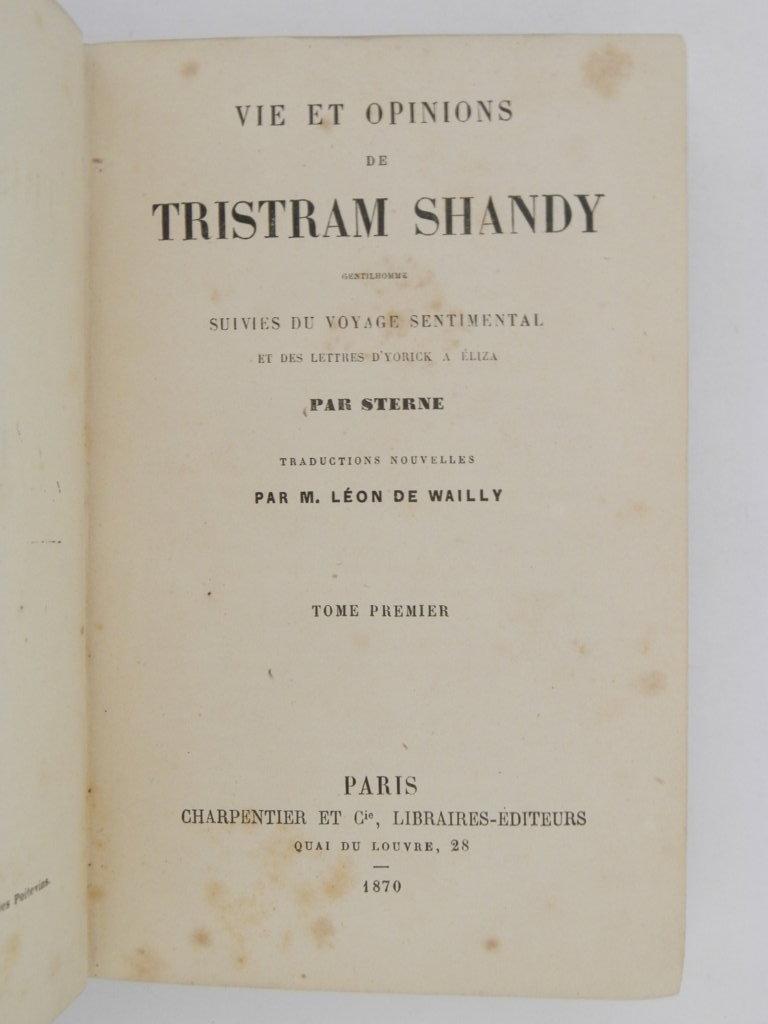 VIE ET OPINIONS
DE
TRISTRAM SHANDY
GENTILHOMME
SUIVIES DU VOYAGE SENTIMENTAL
ET DES LETTRES D'YORICK A ÉLIZA
PAR STERNE
TRADUCTIONS NOUVELLES
PAR M. LÉON DE WAILLY
TOME PREMIER
PARIS
CHARPENTIER ET Cie, LIBRAIRES-ÉDITEURS
QUAI DU LOUVRE, 28
1870
Poitevins.